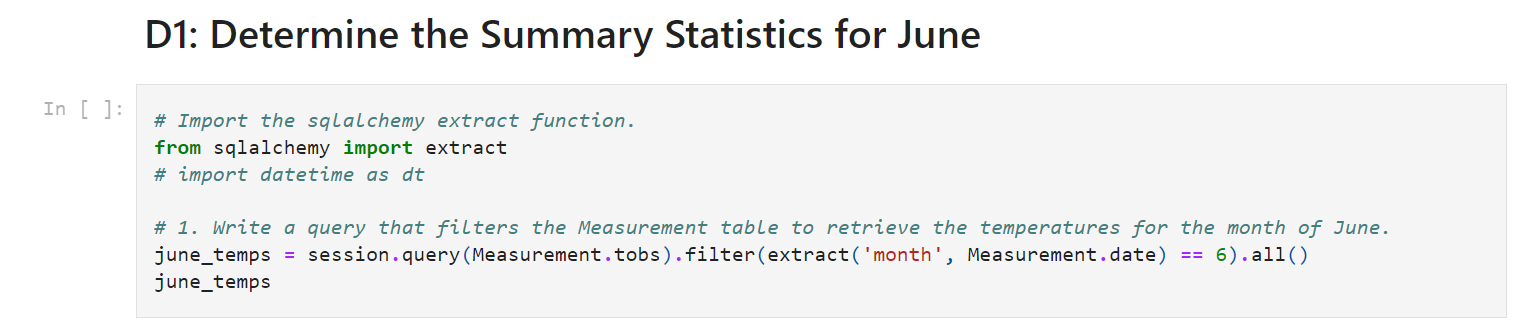 D1: Determine the Summary Statistics for June
In [ ]:
# Import the sqlalchemy extract function.
from sqlalchemy import extract
# import datetime as dt
# 1. Write a query that filters the Measurement table to retrieve the temperatures for the month of June.
june_temps = session.query(Measurement.tobs).filter(extract('month', Measurement.date) == 6).all()
june_temps